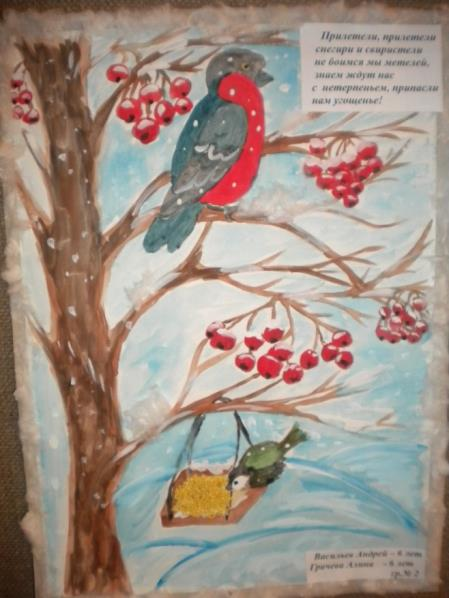 Прилетели, прилетели
снегири и свиристели
не боимся мы метелей,
знаем ждут нас
с нетерпеньем, припасли
нам угощенье!
Васильев Андрей - 6 лет
Грачева Алина - 6 лет
гр.№ 2